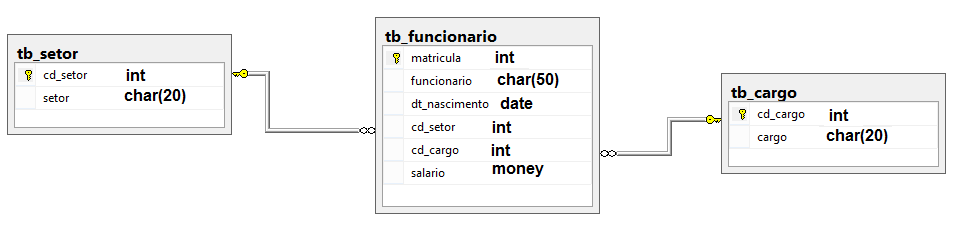 tb_setor
cd_setor int
setor char(20)
tb_funcionario
matricula int
funcionario char(50)
dt_nascimento date
cd_setor int
cd_cargo int
salario money
tb_cargo
cd_cargo int
cargo char(20)